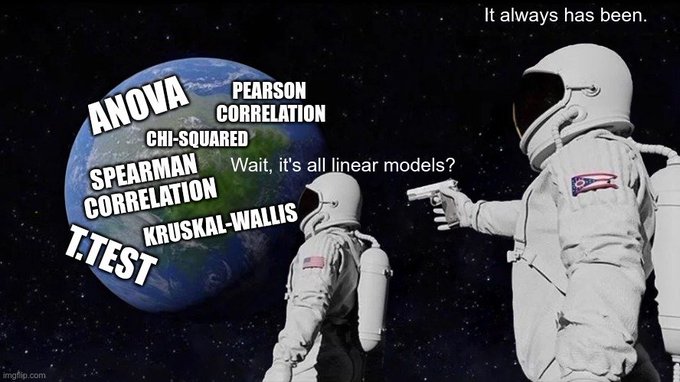 It always has been.
ANOVA
PEARSON
CORRELATION
CHI-SQUARED
SPEARMAN
CORRELATION
Wait, it's all linear models?
KRUSKAL-WALLIS
T.TEST
imgflip.com